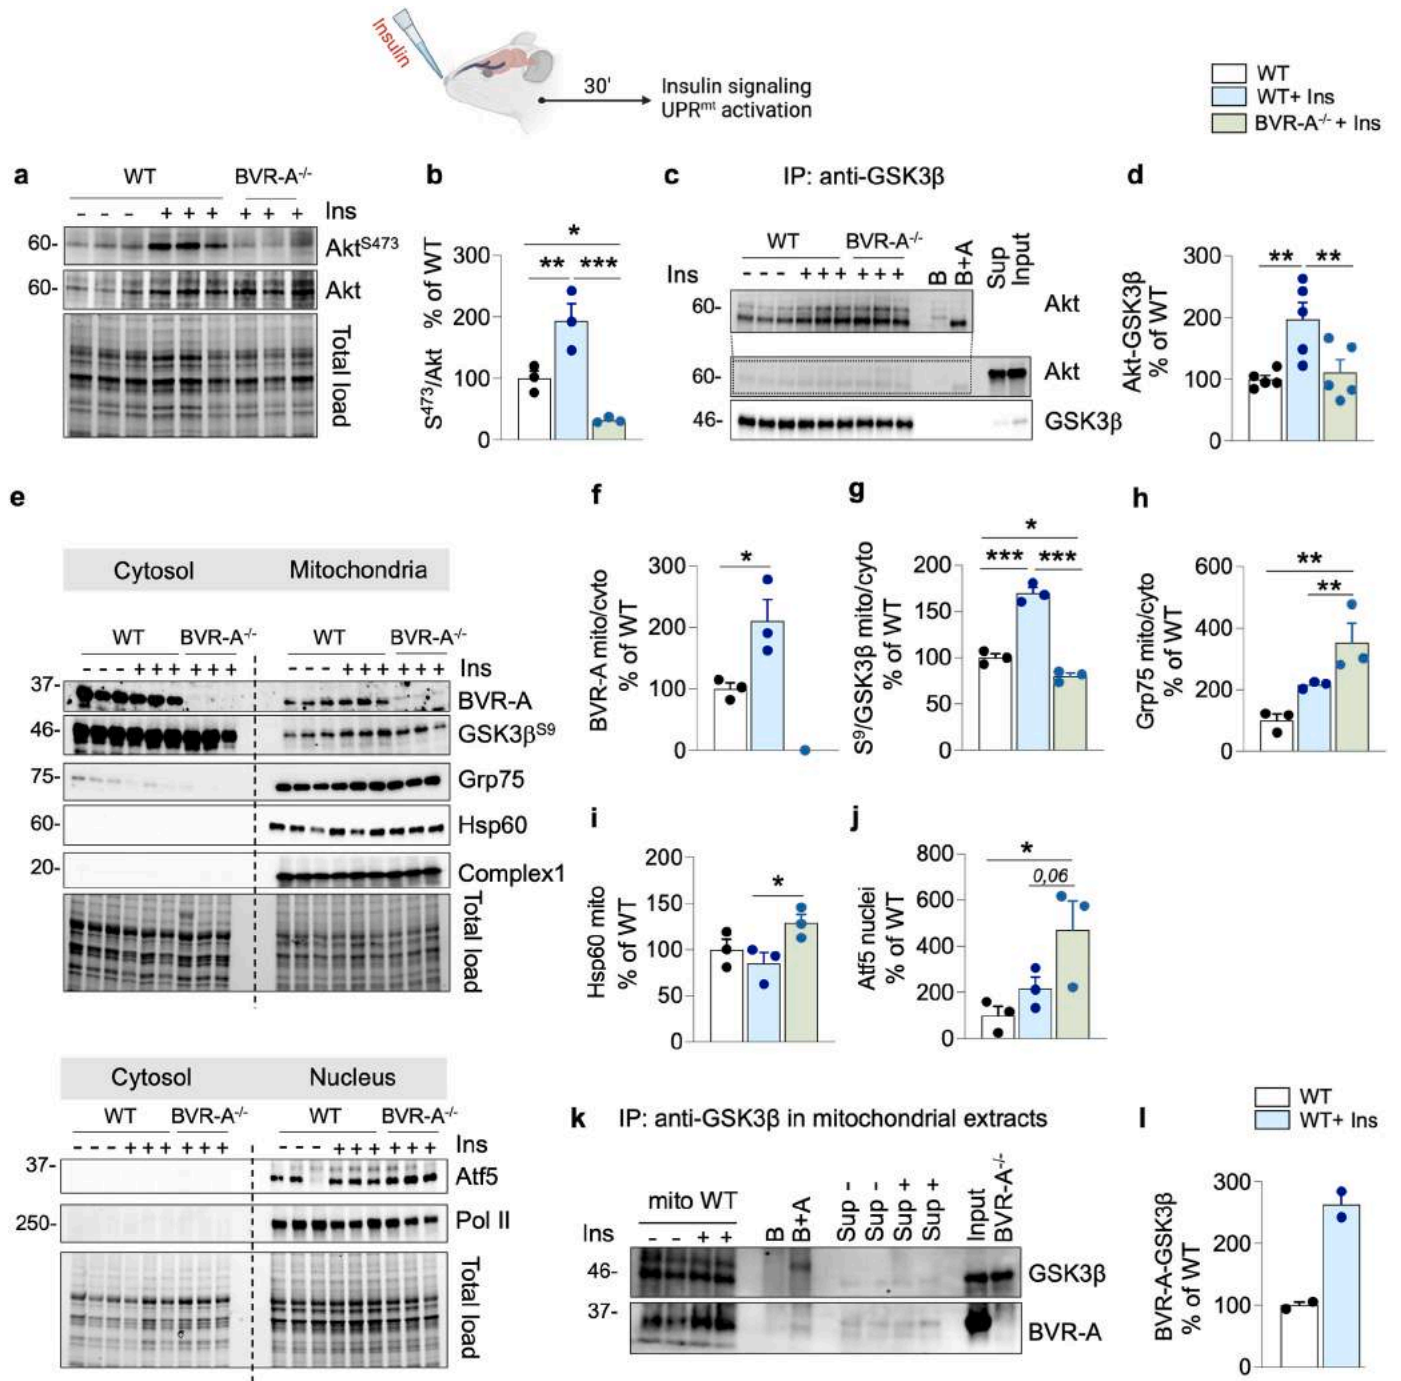 Insulin
30'
Insulin signaling
UPRmt activation
WT
WT+ Ins
BVR-A-/- + Ins
a
WT
BVR-A-/-
- - - + + + + + + Ins
60- AktS473
60- Akt
Total load
b
S473/Akt % of WT
300
200
100
0
*
** ***
c
IP: anti-GSK3β
WT
BVR-A-/-
B
B+A
Sup
Input
Ins - - - + + + + + +
60- Akt
60- Akt
46- GSK3β
d
Akt-GSK3β
% of WT
300
200
100
0
** **
e
Cytosol
Mitochondria
WT BVR-A-/- WT BVR-A-/-
- - - + + + + + + - - - + + + + + + Ins
37- BVR-A
46- GSK3βS9
75- Grp75
60- Hsp60
20- Complex1
Total load
f
BVR-A mito/cyto
% of WT
300
200
100
0
*
g
S9/GSK3β mito/cyto
% of WT
200
150
100
50
0
*
*** ***
h
Grp75 mito/cyto
% of WT
600
400
200
0
**
**
i
Hsp60 mito
% of WT
200
150
100
50
0
*
j
Atf5 nuclei
% of WT
800
600
400
200
0
*
0,06
Cytosol
Nucleus
WT BVR-A-/- WT BVR-A-/-
- - - + + + + + + - - - + + + + + + Ins
37- Atf5
250- Pol II
Total load
k
IP: anti-GSK3β in mitochondrial extracts
mito WT
B
B+A
Sup -
Sup -
Sup +
Sup +
Input
BVR-A-/-
Ins - - + +
46- GSK3β
37- BVR-A
l
WT
WT+ Ins
BVR-A-GSK3β
% of WT
300
200
100
0